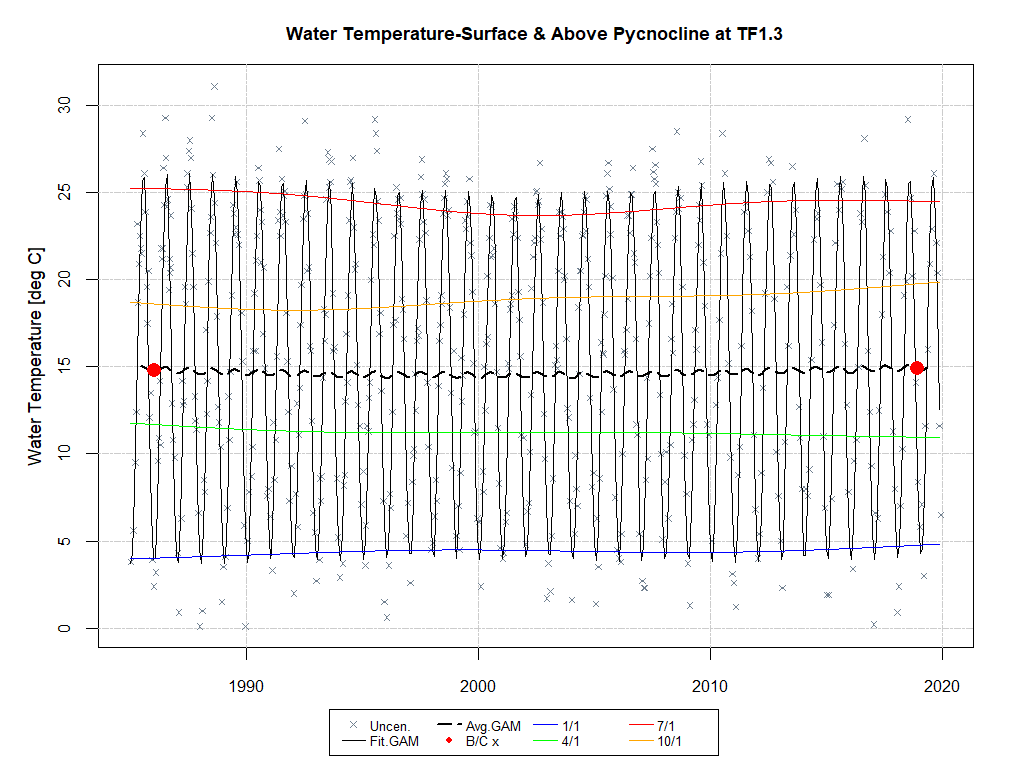 Water Temperature-Surface & Above Pycnocline at TF1.3
Water Temperature [deg C]
30
25
20
15
10
5
0
1990 2000 2010 2020
Uncen. Avg.GAM 1/1 7/1
Fit.GAM B/C x 4/1 10/1